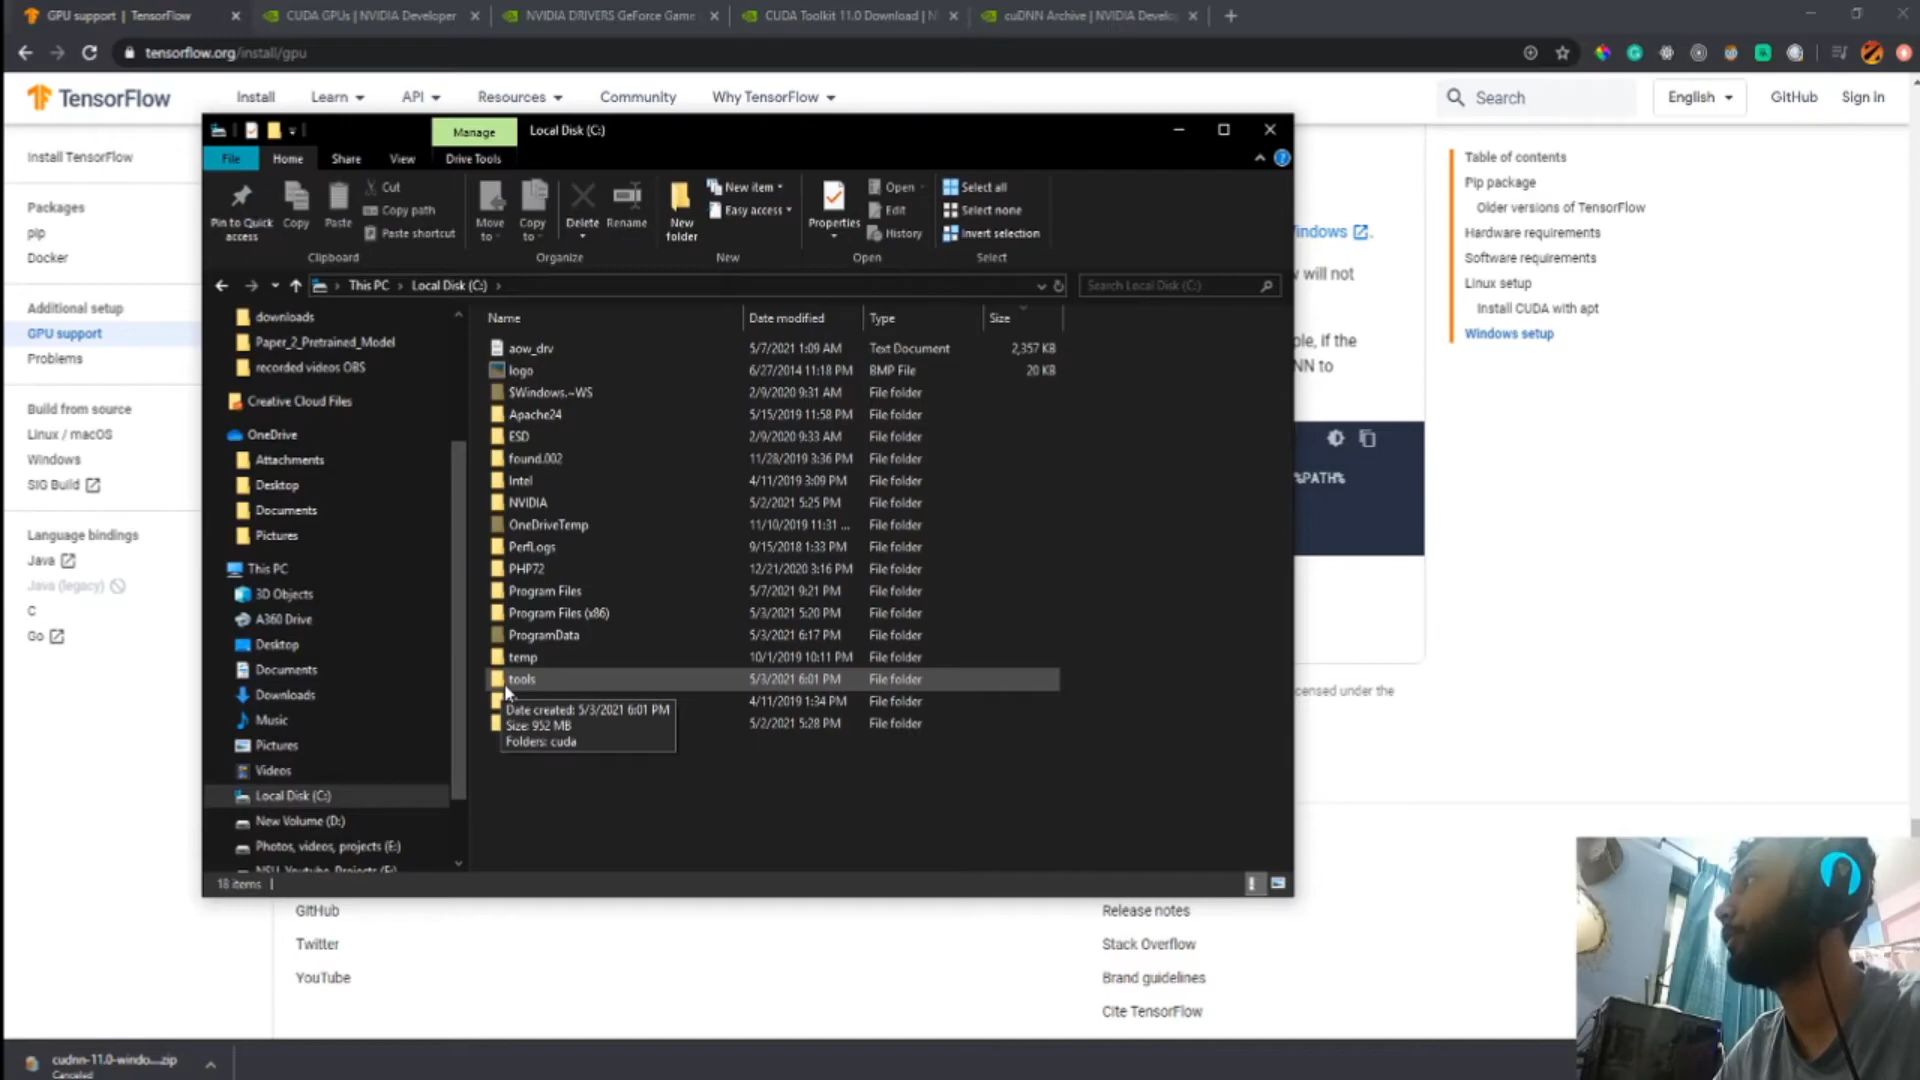 GPU support | TensorFlow
CUDA GPUs | NVIDIA Developer
NVIDIA DRIVERS GeForce Game
CUDA Toolkit 11.0 Download | N
cuDNN Archive | NVIDIA Develo
tensorflow.org/install/gpu
TensorFlow
Install
Learn
API
Resources
Community
Why TensorFlow
Search
English
GitHub
Sign in
Install TensorFlow
Packages
pip
Docker
Additional setup
GPU support
Problems
Build from source
Linux / macOS
Windows
SIG Build
Language bindings
Java
Java (legacy)
C
Go
Manage
Local Disk (C:)
File
Home
Share
View
Drive Tools
Pin to Quick access
Copy
Paste
Cut
Copy path
Paste shortcut
Clipboard
Move to
Copy to
Delete
Rename
Organize
New folder
New item
Easy access
New
Properties
Open
Edit
History
Open
Select all
Select none
Invert selection
Select
This PC > Local Disk (C:) >
Search Local Disk (C:)
downloads
Paper_2_Pretrained_Model
recorded videos OBS
Creative Cloud Files
OneDrive
Attachments
Desktop
Documents
Pictures
This PC
3D Objects
A360 Drive
Desktop
Documents
Downloads
Music
Pictures
Videos
Local Disk (C:)
New Volume (D:)
Photos, videos, projects (E:)
Name Date modified Type Size
aow_drv 5/7/2021 1:09 AM Text Document 2,357 KB
logo 6/27/2014 11:18 PM BMP File 20 KB
$Windows.~WS 2/9/2020 9:31 AM File folder
Apache24 5/15/2019 11:58 PM File folder
ESD 2/9/2020 9:33 AM File folder
found.002 11/28/2019 3:36 PM File folder
Intel 4/11/2019 3:09 PM File folder
NVIDIA 5/2/2021 5:25 PM File folder
OneDriveTemp 11/10/2019 11:31 ... File folder
PerfLogs 9/15/2018 1:33 PM File folder
PHP72 12/21/2020 3:16 PM File folder
Program Files 5/7/2021 9:21 PM File folder
Program Files (x86) 5/3/2021 5:20 PM File folder
ProgramData 5/3/2021 6:17 PM File folder
temp 10/1/2019 10:11 PM File folder
tools 5/3/2021 6:01 PM File folder
4/11/2019 1:34 PM File folder
5/2/2021 5:28 PM File folder
Date created: 5/3/2021 6:01 PM
Size: 952 MB
Folders: cuda
18 items
indows
v will not
ple, if the
NN to
%PATH%
censed under the
Table of contents
Pip package
Older versions of TensorFlow
Hardware requirements
Software requirements
Linux setup
Install CUDA with apt
Windows setup
GitHub
Twitter
YouTube
Release notes
Stack Overflow
Brand guidelines
Cite TensorFlow
cudnn-11.0-windo....zip
Canceled